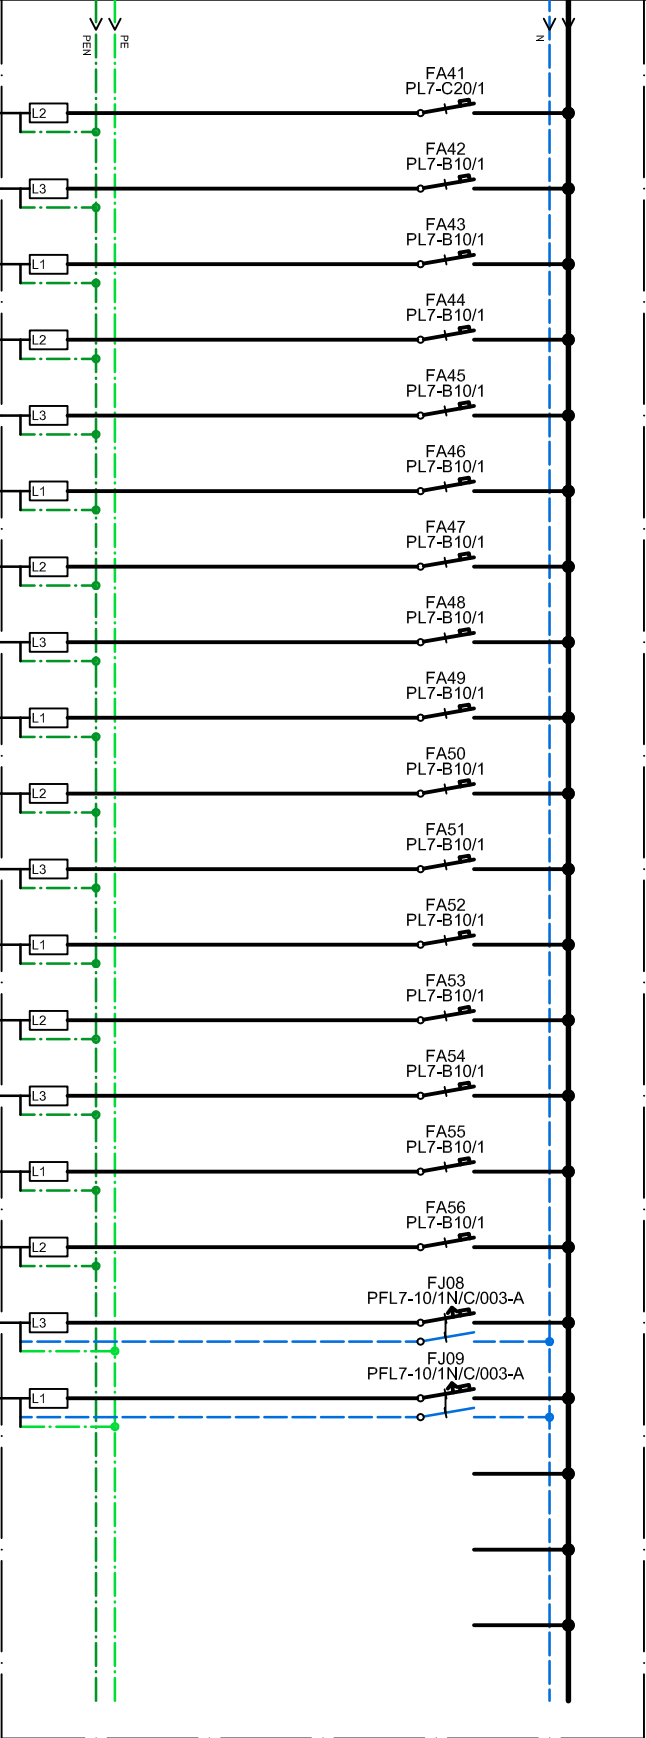 PEN
PE
N
FA41
PL7-C20/1
L2
FA42
PL7-B10/1
L3
FA43
PL7-B10/1
L1
FA44
PL7-B10/1
L2
FA45
PL7-B10/1
L3
FA46
PL7-B10/1
L1
FA47
PL7-B10/1
L2
FA48
PL7-B10/1
L3
FA49
PL7-B10/1
L1
FA50
PL7-B10/1
L2
FA51
PL7-B10/1
L3
FA52
PL7-B10/1
L1
FA53
PL7-B10/1
L2
FA54
PL7-B10/1
L3
FA55
PL7-B10/1
L1
FA56
PL7-B10/1
L2
FJ08
PFL7-10/1N/C/003-A
L3
FJ09
PFL7-10/1N/C/003-A
L1